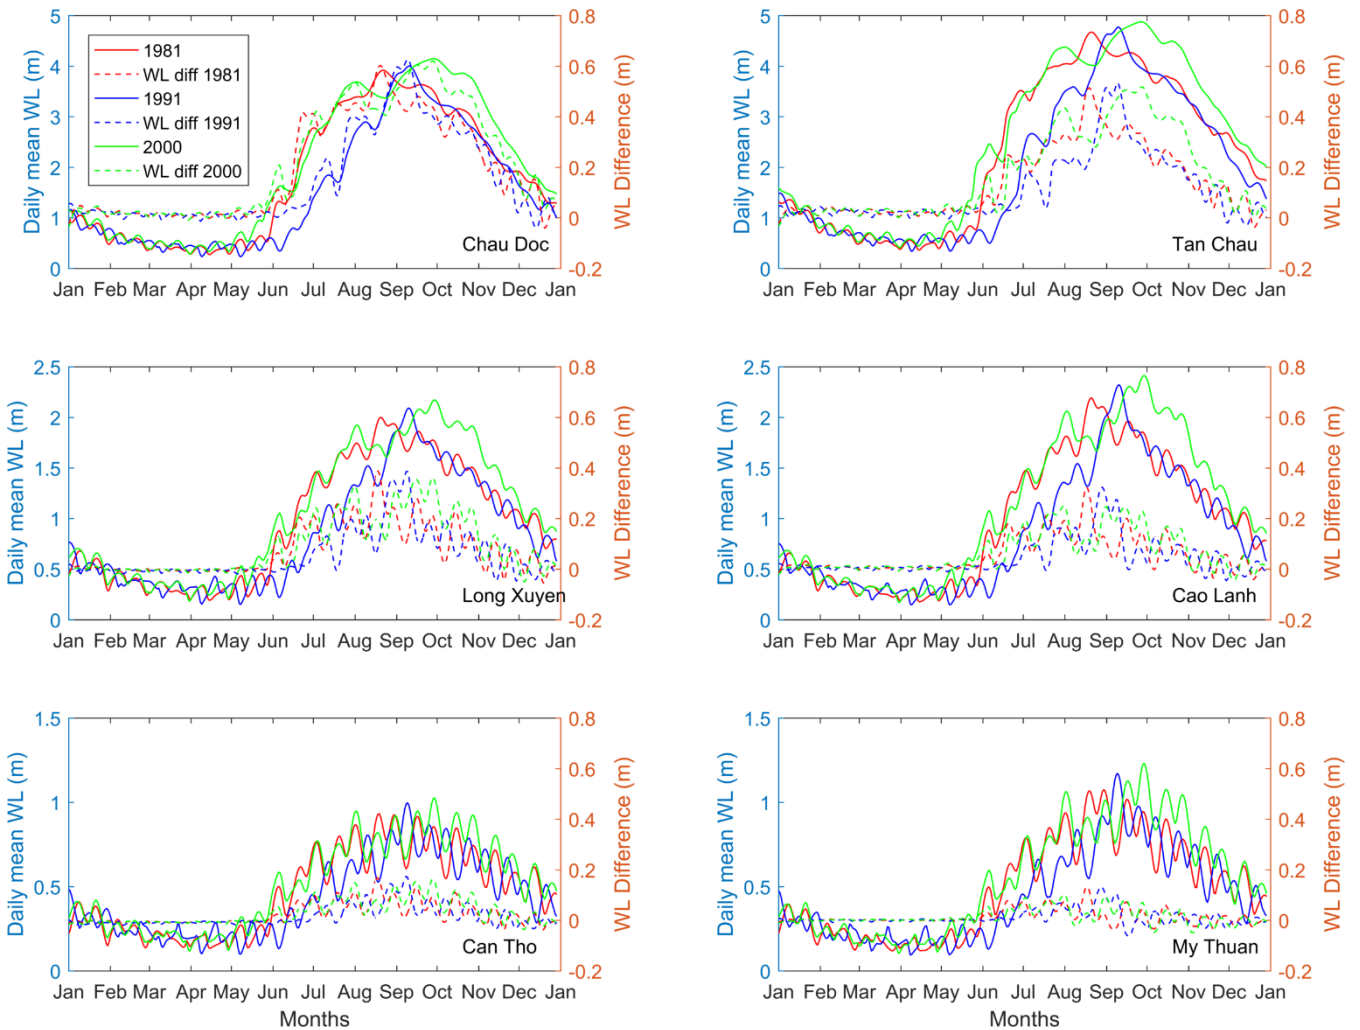 Daily mean WL (m)
5
4
3
2
1
0
1981
WL diff 1981
1991
WL diff 1991
2000
WL diff 2000
Chau Doc
0.8
0.6
0.4
0.2
0
-0.2
WL Difference (m)
Jan Feb Mar Apr May Jun Jul Aug Sep Oct Nov Dec Jan
Daily mean WL (m)
5
4
3
2
1
0
Tan Chau
0.8
0.6
0.4
0.2
0
-0.2
WL Difference (m)
Jan Feb Mar Apr May Jun Jul Aug Sep Oct Nov Dec Jan
Daily mean WL (m)
2.5
2
1.5
1
0.5
0
Long Xuyen
0.8
0.6
0.4
0.2
0
-0.2
WL Difference (m)
Jan Feb Mar Apr May Jun Jul Aug Sep Oct Nov Dec Jan
Daily mean WL (m)
2.5
2
1.5
1
0.5
0
Cao Lanh
0.8
0.6
0.4
0.2
0
-0.2
WL Difference (m)
Jan Feb Mar Apr May Jun Jul Aug Sep Oct Nov Dec Jan
Daily mean WL (m)
1.5
1
0.5
0
Can Tho
0.8
0.6
0.4
0.2
0
-0.2
WL Difference (m)
Jan Feb Mar Apr May Jun Jul Aug Sep Oct Nov Dec Jan
Months
Daily mean WL (m)
1.5
1
0.5
0
My Thuan
0.8
0.6
0.4
0.2
0
-0.2
WL Difference (m)
Jan Feb Mar Apr May Jun Jul Aug Sep Oct Nov Dec Jan
Months